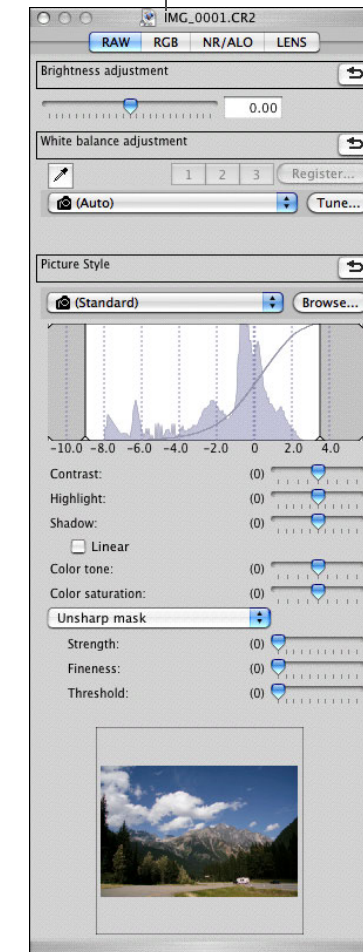 IMG_0001.CR2
RAW RGB NR/ALO LENS
Brightness adjustment
0.00
White balance adjustment
1 2 3 Register...
(Auto) Tune...
Picture Style
(Standard) Browse...
-10.0 -8.0 -6.0 -4.0 -2.0 0 2.0 4.0
Contrast: (0)
Highlight: (0)
Shadow: (0)
Linear
Color tone: (0)
Color saturation: (0)
Unsharp mask
Strength: (0)
Fineness: (0)
Threshold: (0)